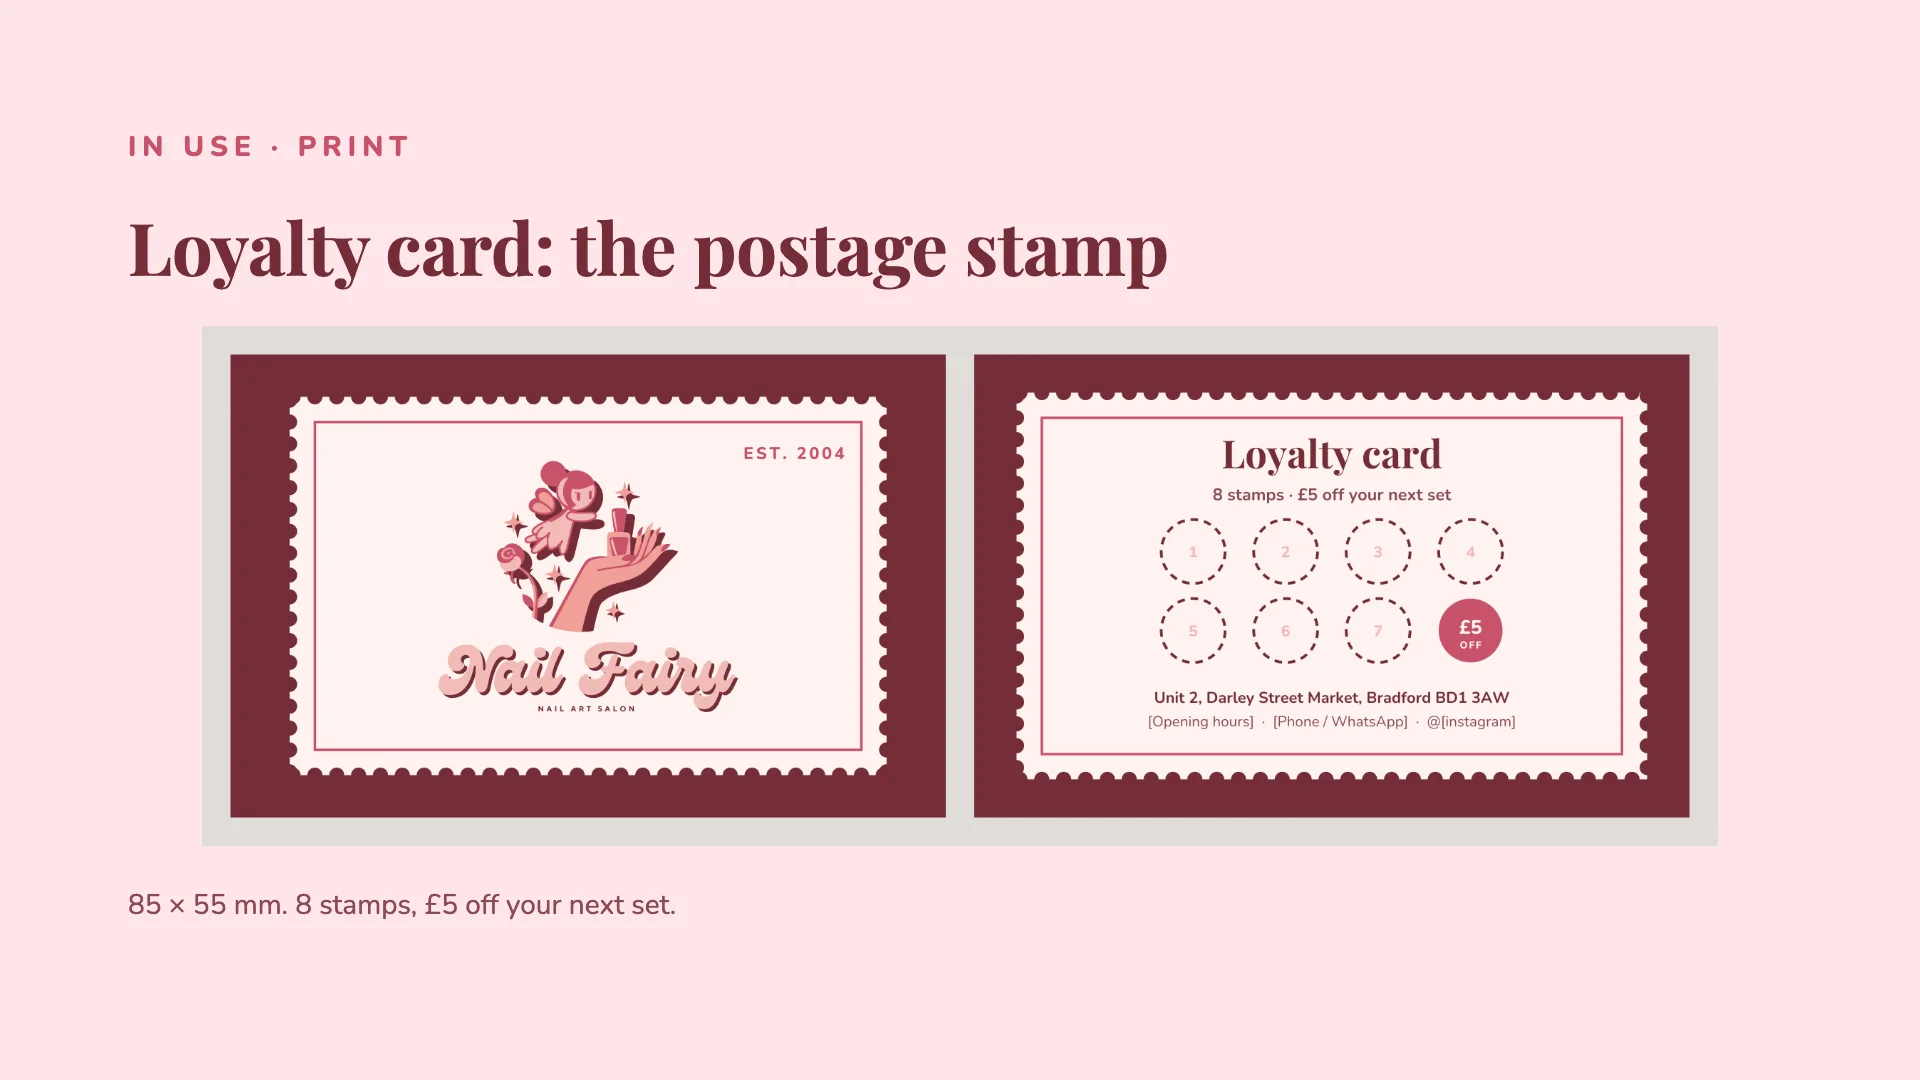 IN USE · PRINT
Loyalty card: the postage stamp
EST. 2004
Nail Fairy
NAIL ART SALON
Loyalty card
8 stamps · £5 off your next set
1 2 3 4
5 6 7 £5 OFF
Unit 2, Darley Street Market, Bradford BD1 3AW
[Opening hours] · [Phone / WhatsApp] · @[instagram]
85 × 55 mm. 8 stamps, £5 off your next set.